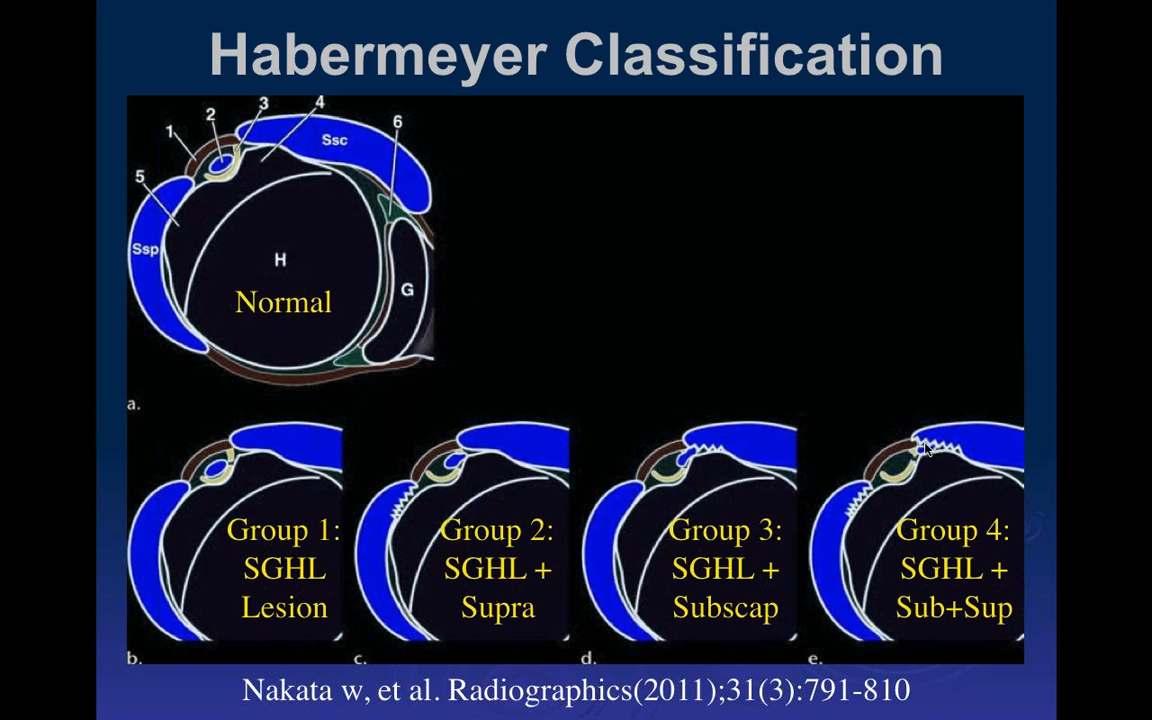 Habermeyer Classification
1
2
3
4
6
5
Ssc
Ssp
H
G
Normal
a.
Group 1:
SGHL
Lesion
Group 2:
SGHL +
Supra
Group 3:
SGHL +
Subscap
Group 4:
SGHL +
Sub+Sup
b.
c.
d.
e.
Nakata w, et al. Radiographics(2011);31(3):791-810